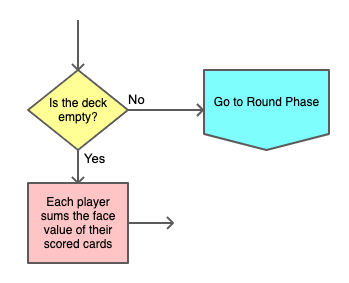 Is the deck
empty?
No
Go to Round Phase
Yes
Each player
sums the face
value of their
scored cards